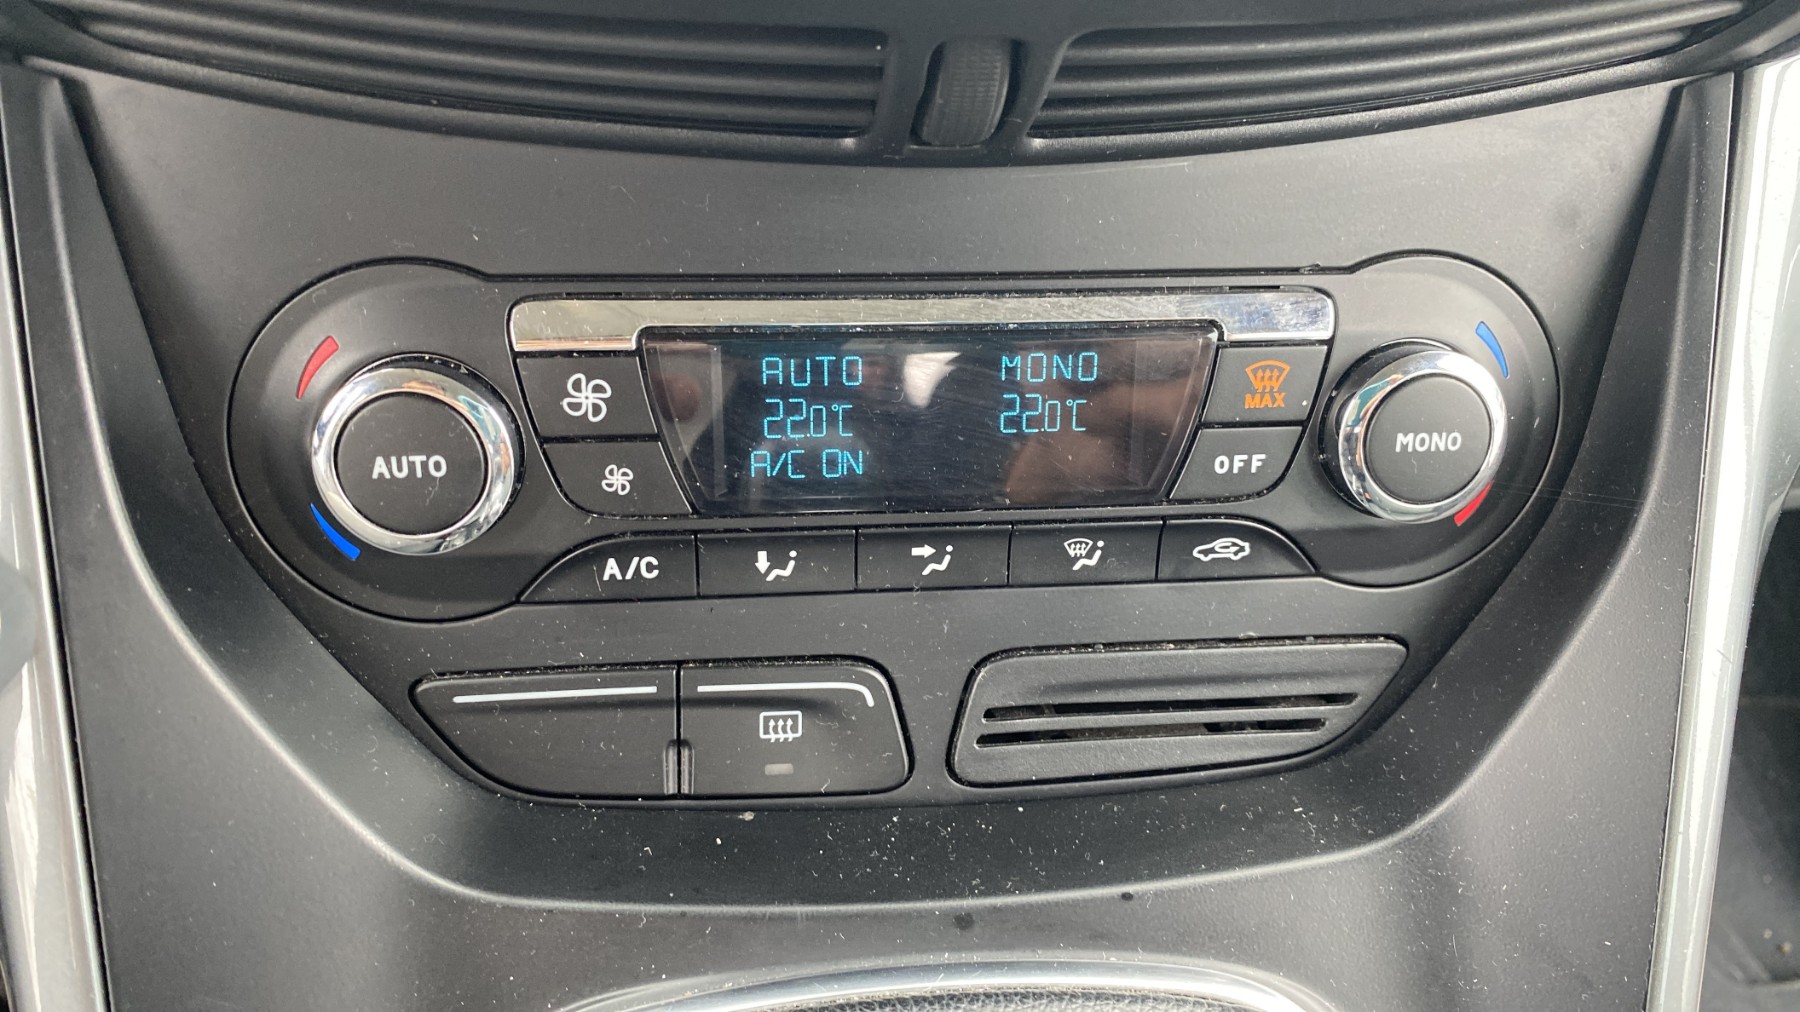 AUTO MONO
22.0°C 22.0°C
A/C ON
MAX
AUTO
OFF
MONO
A/C